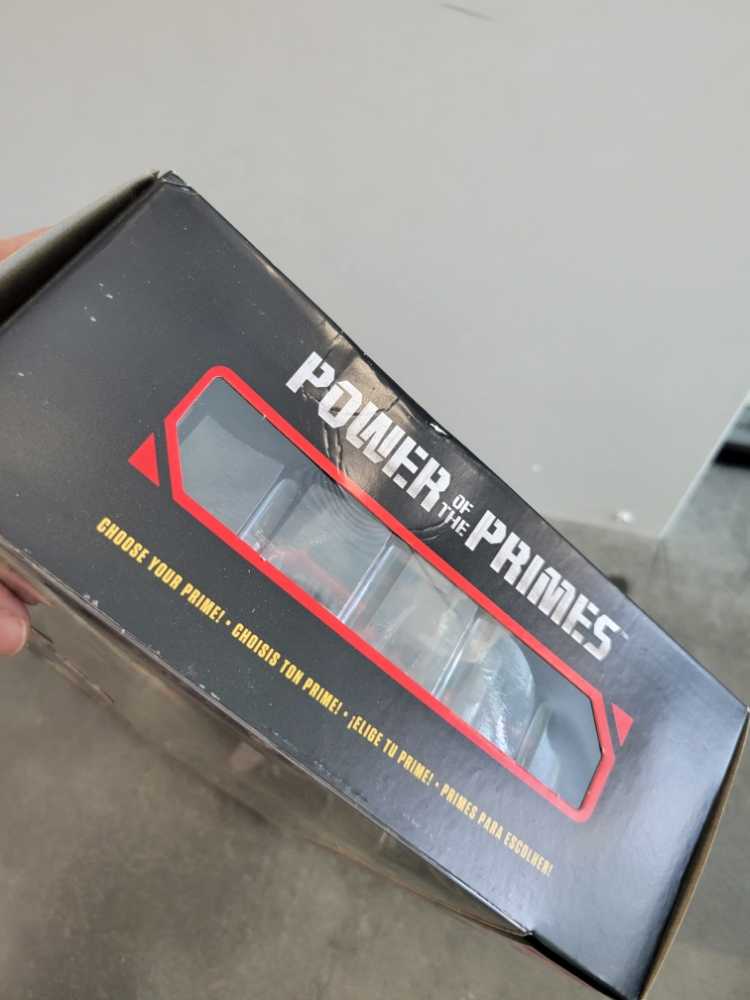 POWER OF THE PRIMES™
CHOOSE YOUR PRIME! • CHOISIS TON PRIME! • ¡ELIGE TU PRIME! • PRIMES PARA ESCOLHER!